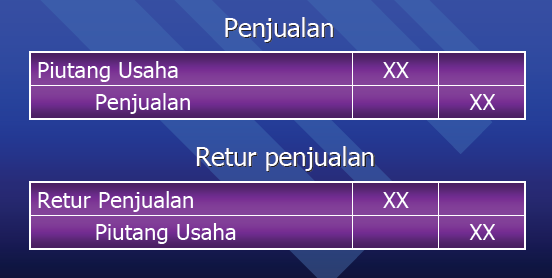 Penjualan
Piutang Usaha XX
Penjualan XX
Retur penjualan
Retur Penjualan XX
Piutang Usaha XX